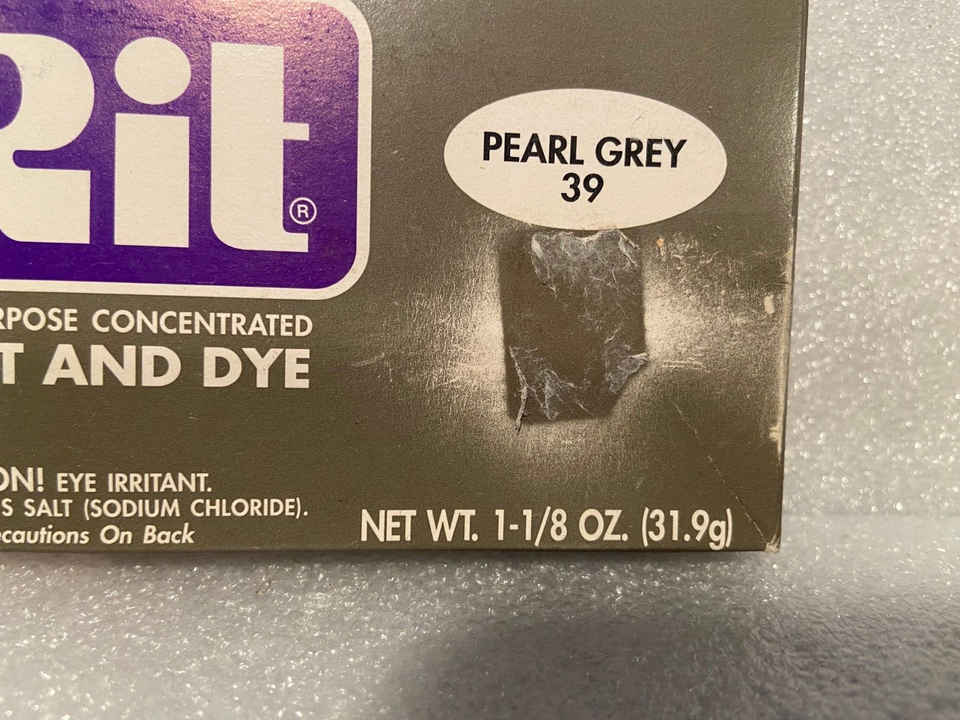 Rit®
PEARL GREY
39
RPOSE CONCENTRATED
T AND DYE
ON! EYE IRRITANT.
S SALT (SODIUM CHLORIDE).
ecautions On Back
NET WT. 1-1/8 OZ. (31.9g)